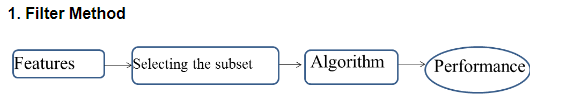 1. Filter Method
Features
Selecting the subset
Algorithm
Performance